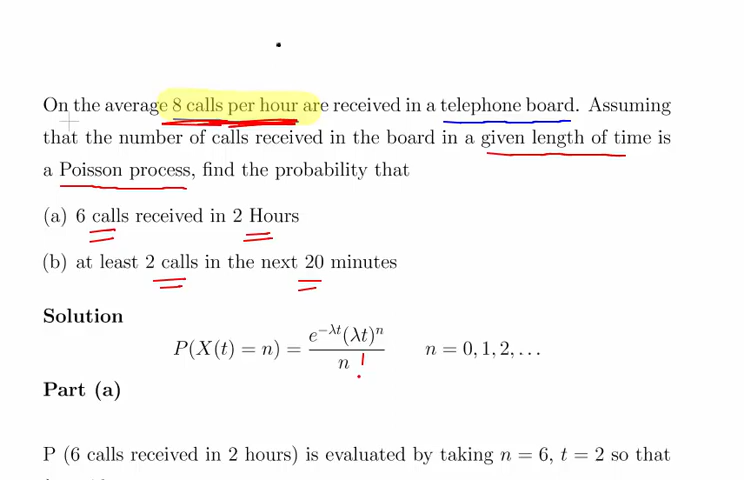 On the average 8 calls per hour are received in a telephone board. Assuming
that the number of calls received in the board in a given length of time is
a Poisson process, find the probability that
(a) 6 calls received in 2 Hours
(b) at least 2 calls in the next 20 minutes
Solution
P(X(t) = n) = e^{−λt}(λt)^n / n! n = 0, 1, 2, . . .
Part (a)
P (6 calls received in 2 hours) is evaluated by taking n = 6, t = 2 so that